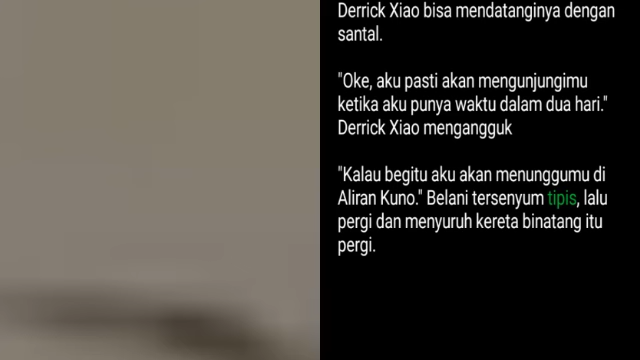 Derrick Xiao bisa mendatanginya dengan
santal.
"Oke, aku pasti akan mengunjungimu
ketika aku punya waktu dalam dua hari."
Derrick Xiao mengangguk
"Kalau begitu aku akan menunggumu di
Aliran Kuno." Belani tersenyum tipis, lalu
pergi dan menyuruh kereta binatang itu
pergi.